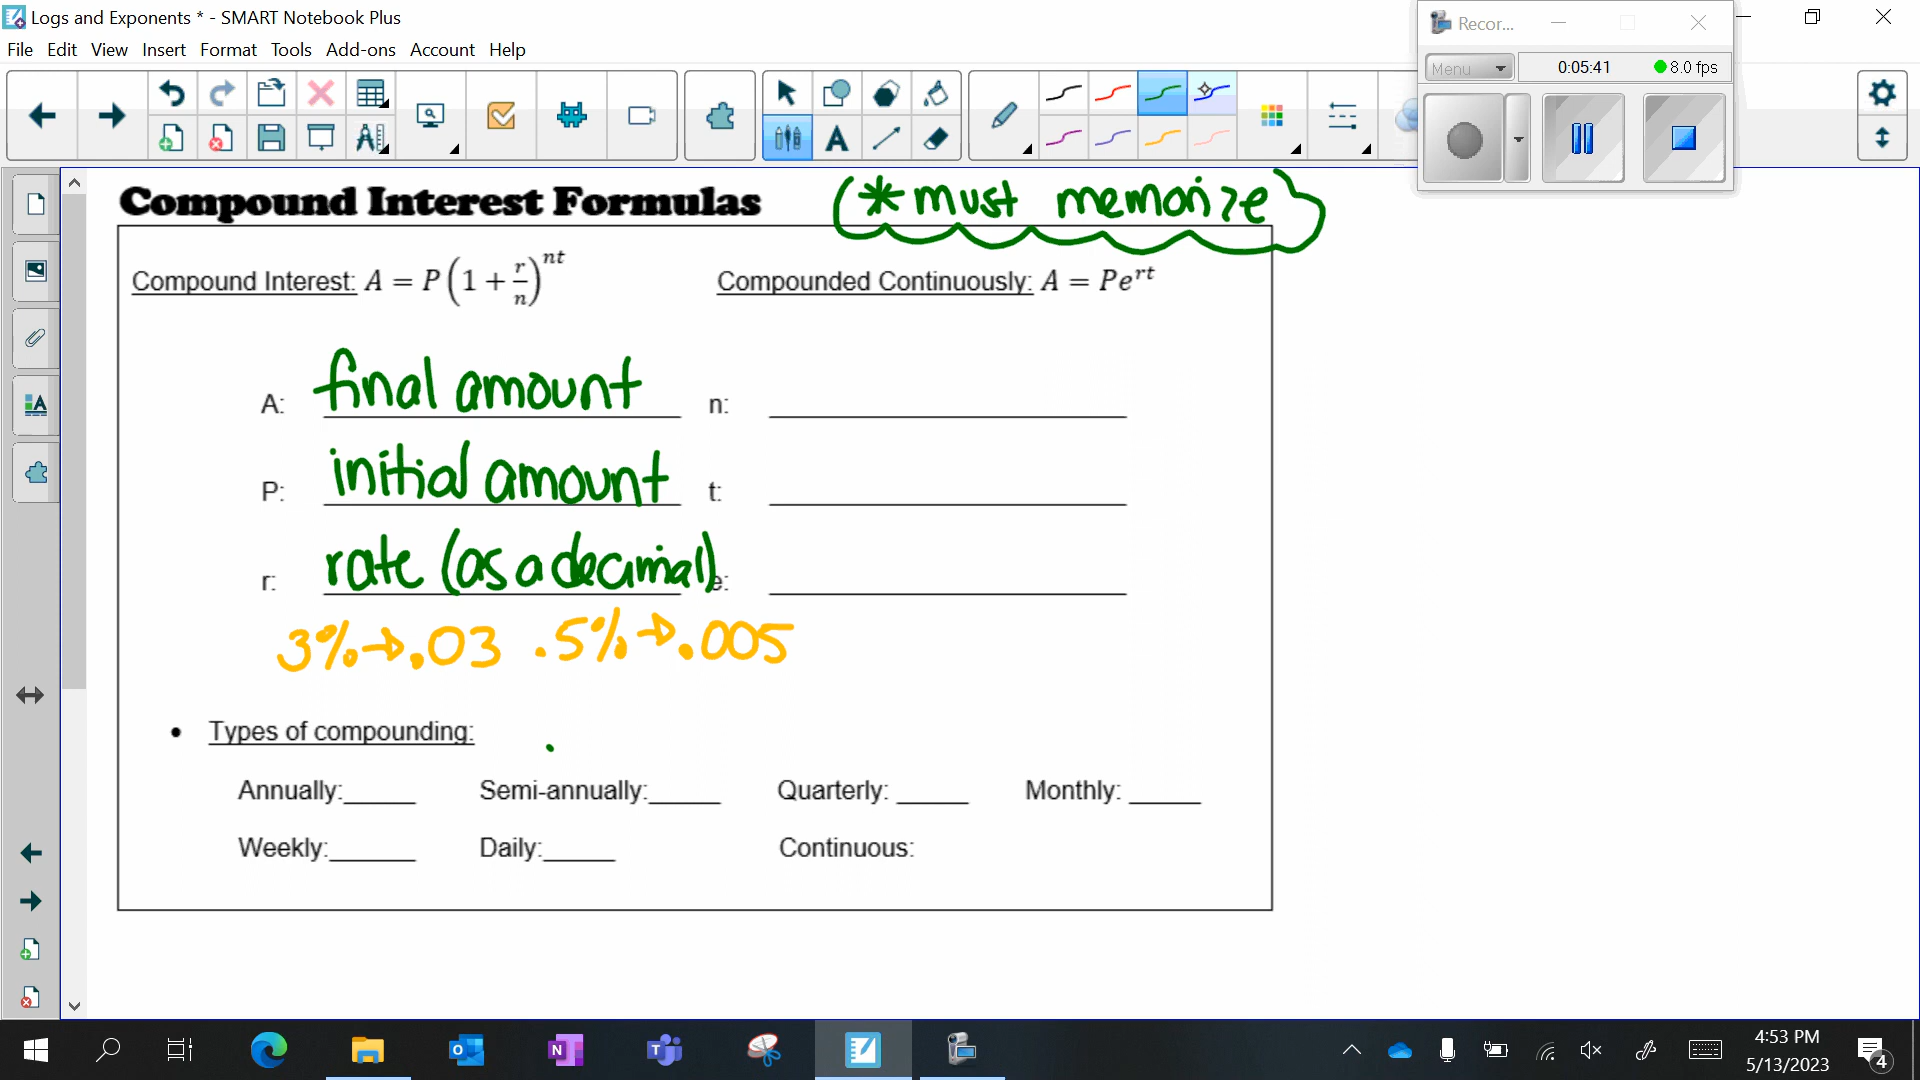 Logs and Exponents * - SMART Notebook Plus
File Edit View Insert Format Tools Add-ons Account Help
Recor...
Menu 0:05:41 8.0 fps
Compound Interest Formulas (*must memorize)
Compound Interest: A = P(1 + r/n)^nt Compounded Continuously: A = Pe^rt
A: final amount n:
P: initial amount t:
r: rate (as a decimal) e:
3%→.03 .5%→.005
• Types of compounding:
Annually:_____ Semi-annually:_____ Quarterly: _____ Monthly: _____
Weekly:______ Daily:_____ Continuous:
4:53 PM
5/13/2023
4